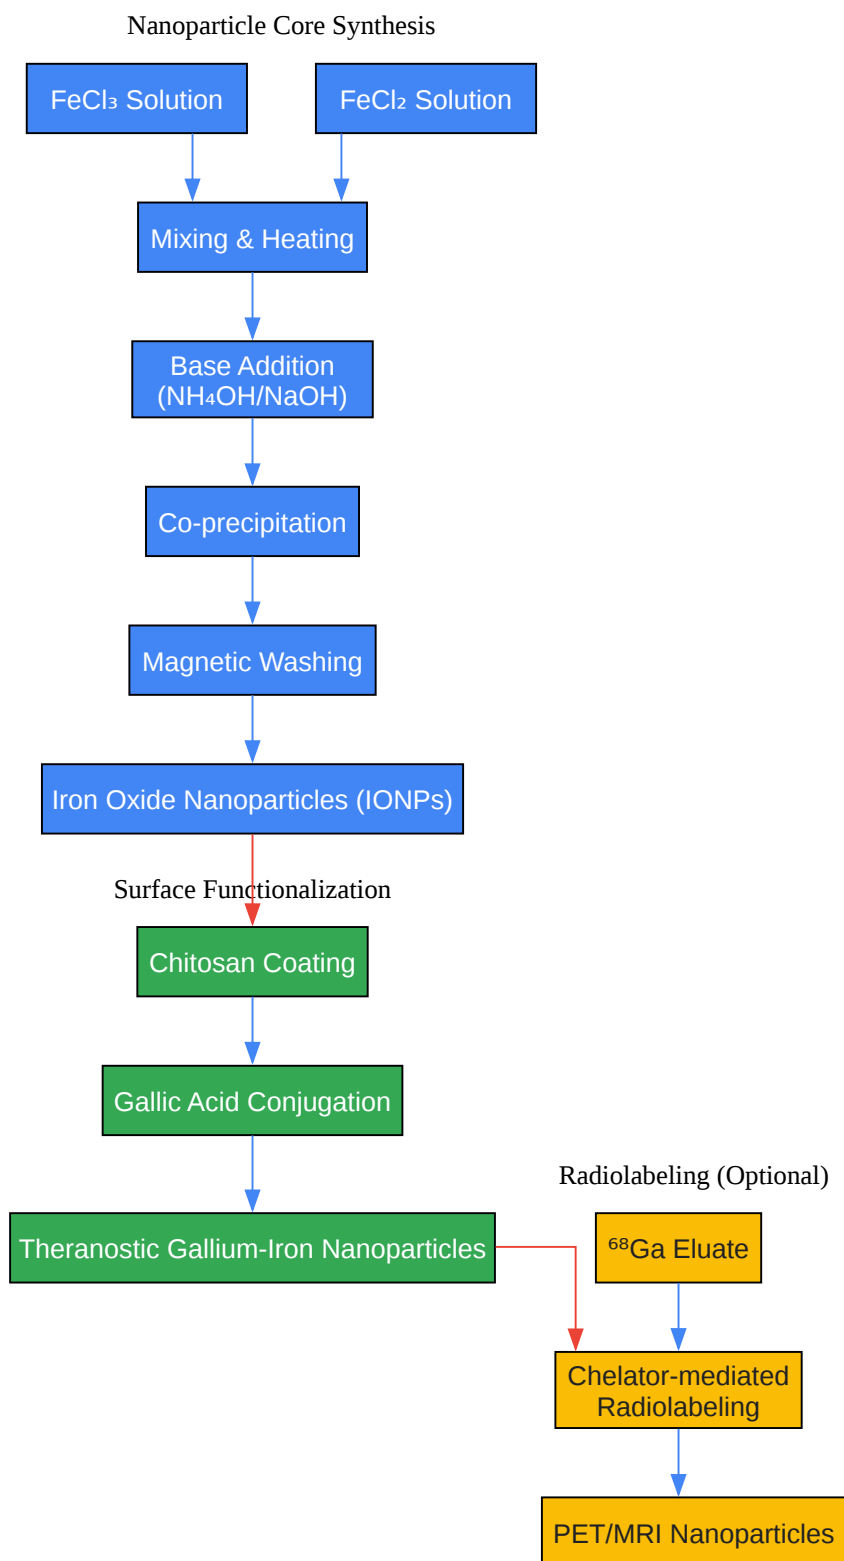 Nanoparticle Core Synthesis
FeCl₃ Solution
FeCl₂ Solution
Mixing & Heating
Base Addition
(NH₄OH/NaOH)
Co-precipitation
Magnetic Washing
Iron Oxide Nanoparticles (IONPs)
Surface Functionalization
Chitosan Coating
Gallic Acid Conjugation
Theranostic Gallium-Iron Nanoparticles
Radiolabeling (Optional)
⁶⁸Ga Eluate
Chelator-mediated
Radiolabeling
PET/MRI Nanoparticles